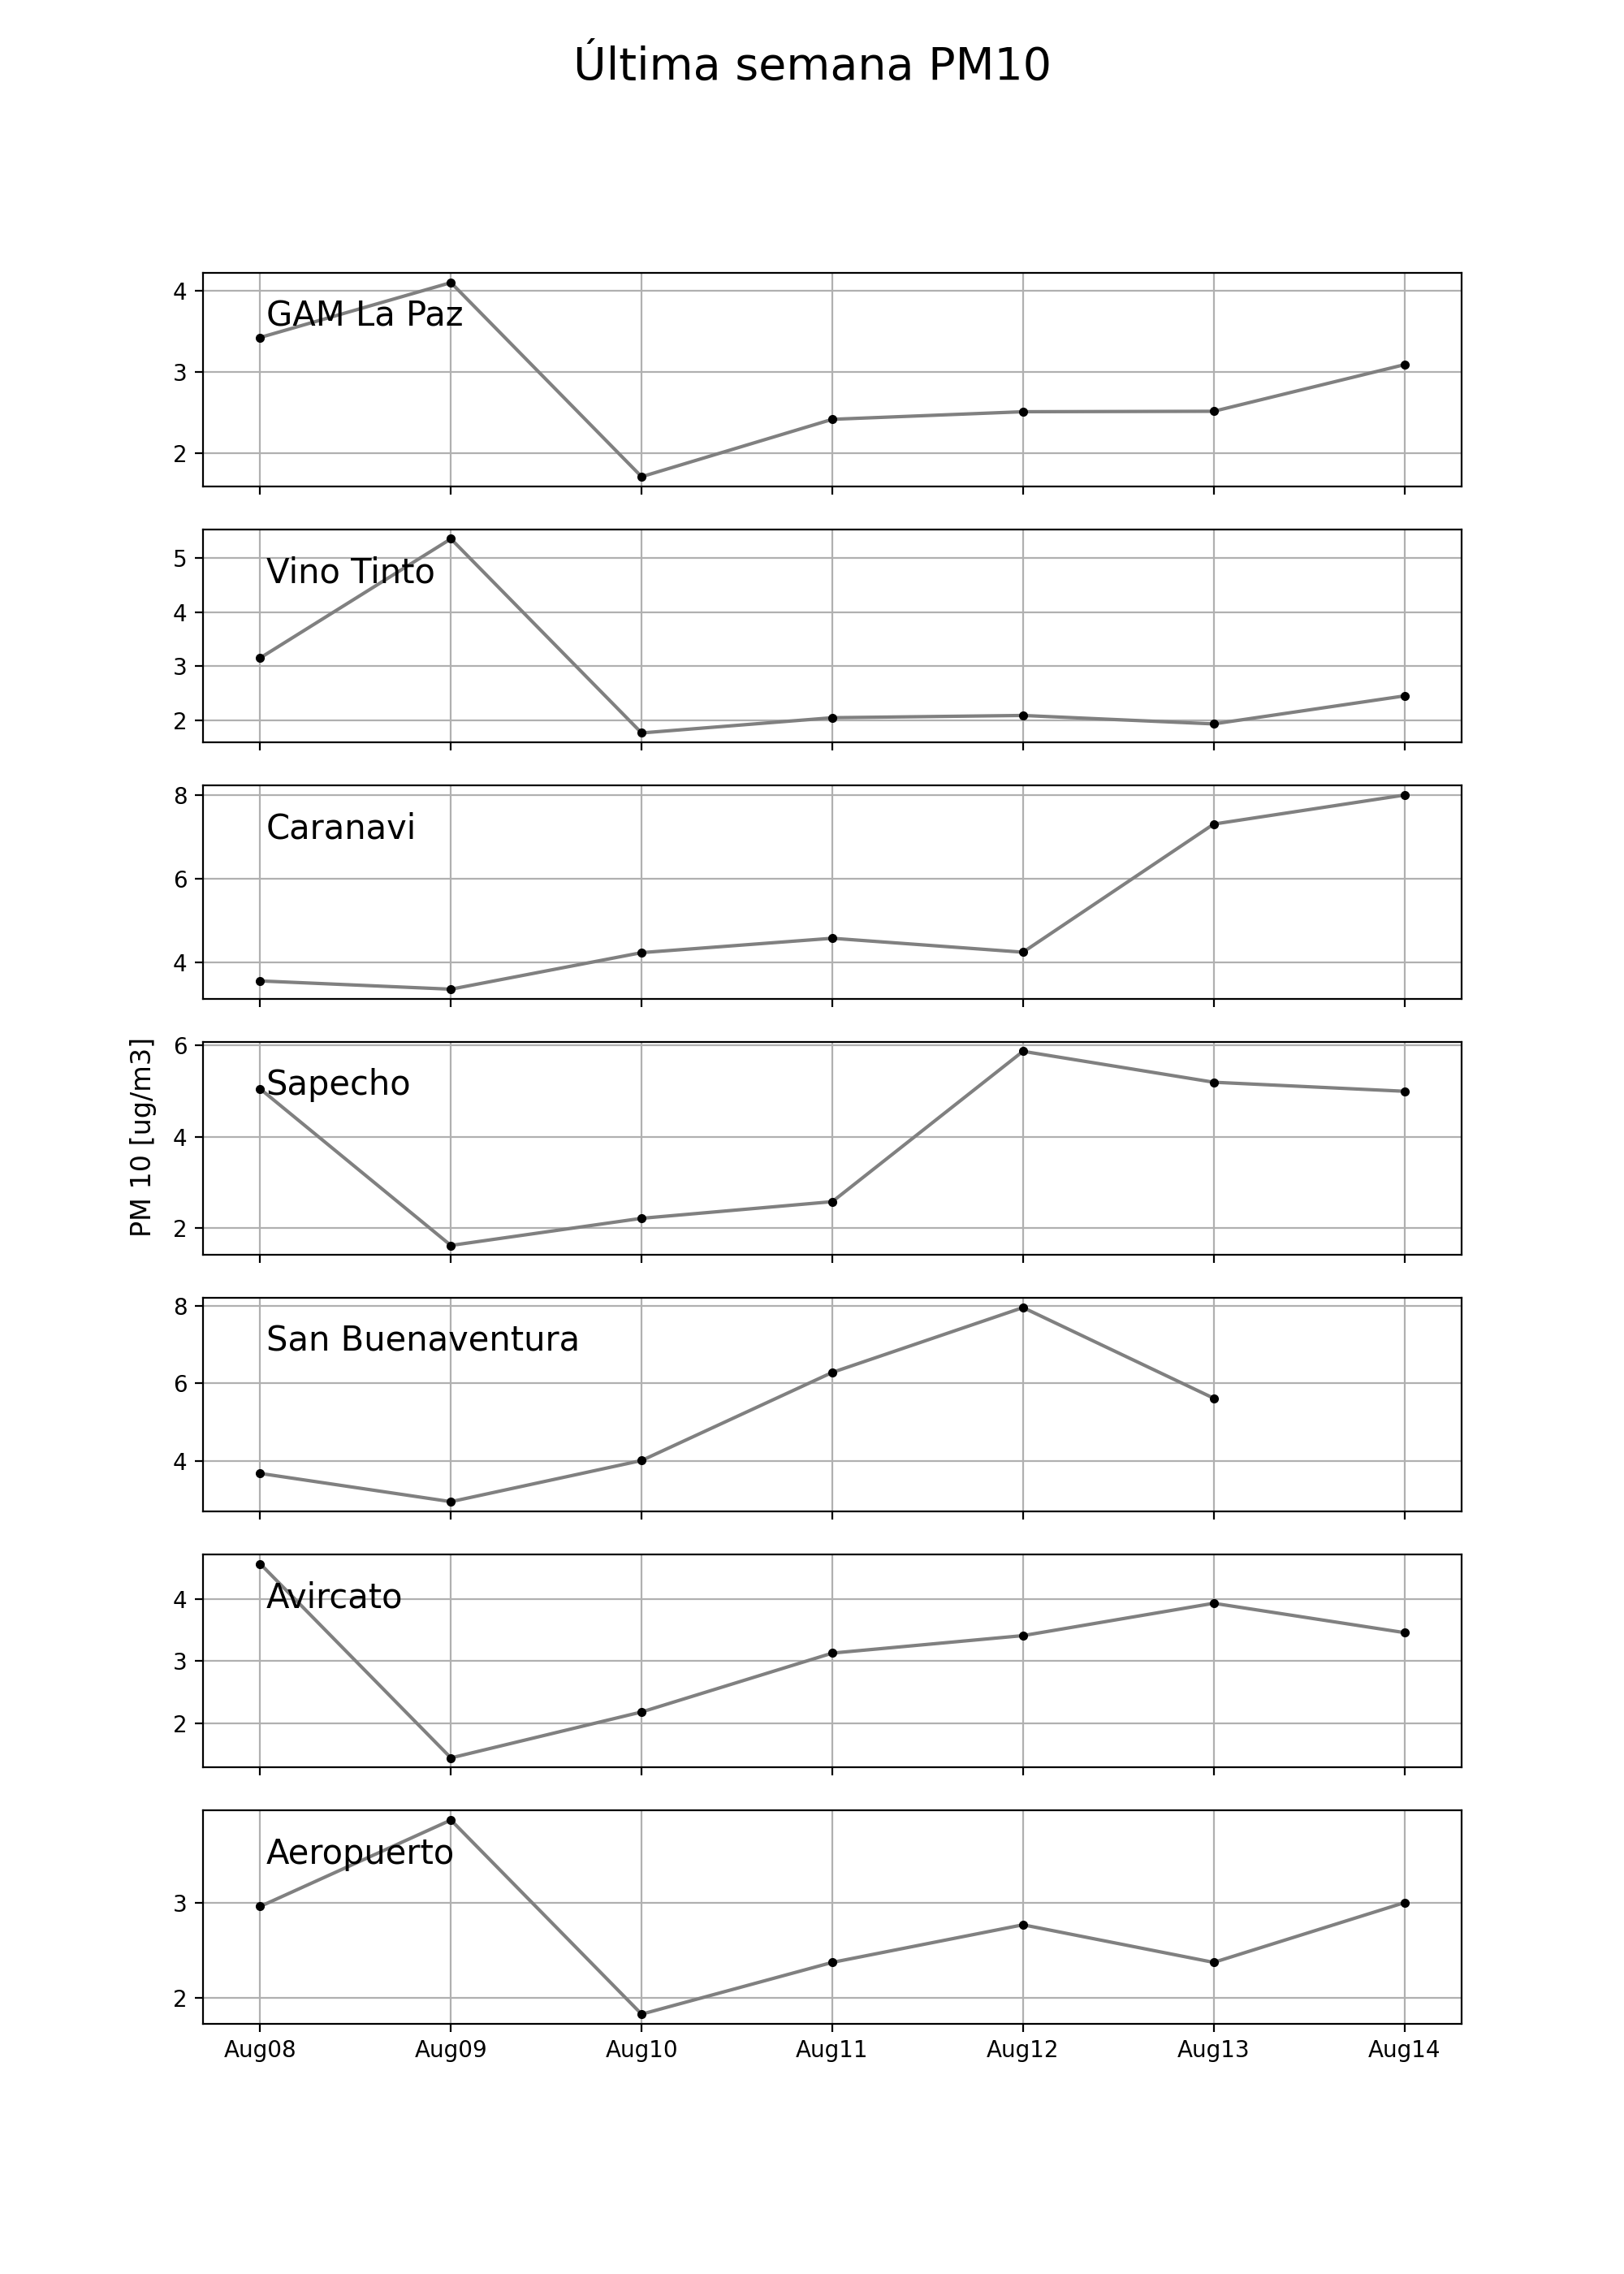 Última semana PM10
4
GAM La Paz
3
2
5
Vino Tinto
4
3
2
8
Caranavi
6
4
PM 10 [ug/m3]
6
Sapecho
4
2
8
San Buenaventura
6
4
4
Avircato
3
2
Aeropuerto
3
2
Aug08 Aug09 Aug10 Aug11 Aug12 Aug13 Aug14